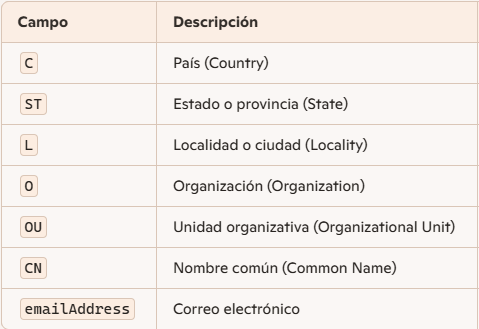 Campo Descripción
C País (Country)
ST Estado o provincia (State)
L Localidad o ciudad (Locality)
O Organización (Organization)
OU Unidad organizativa (Organizational Unit)
CN Nombre común (Common Name)
emailAddress Correo electrónico